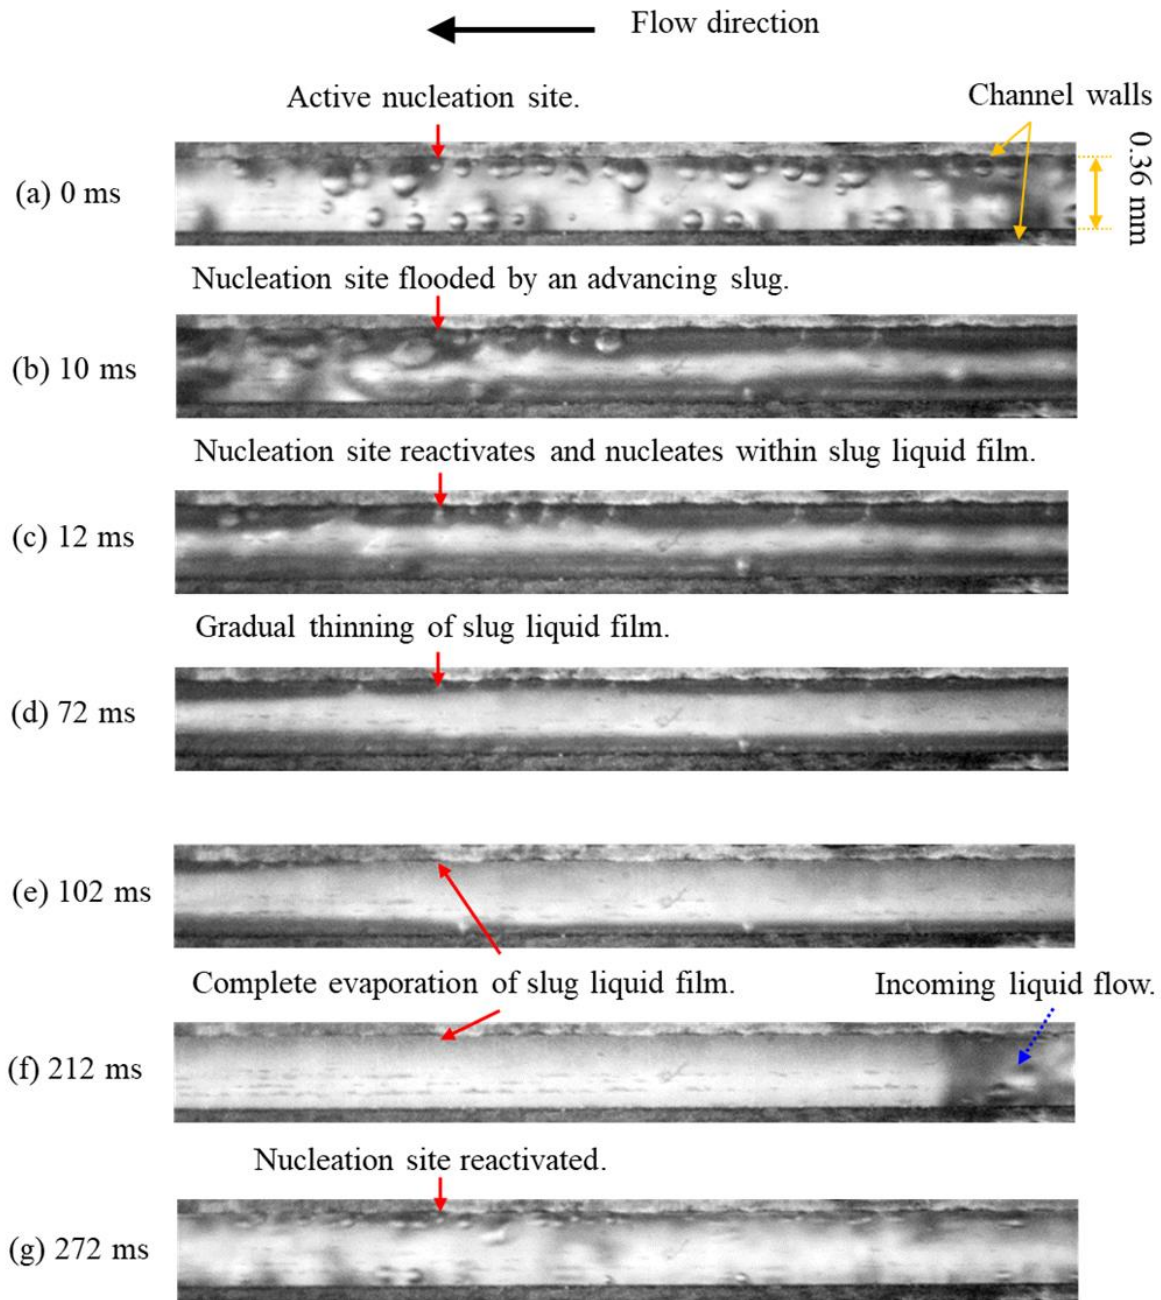 Flow direction
Active nucleation site.
Channel walls
(a) 0 ms
0.36 mm
Nucleation site flooded by an advancing slug.
(b) 10 ms
Nucleation site reactivates and nucleates within slug liquid film.
(c) 12 ms
Gradual thinning of slug liquid film.
(d) 72 ms
(e) 102 ms
Complete evaporation of slug liquid film.
Incoming liquid flow.
(f) 212 ms
Nucleation site reactivated.
(g) 272 ms